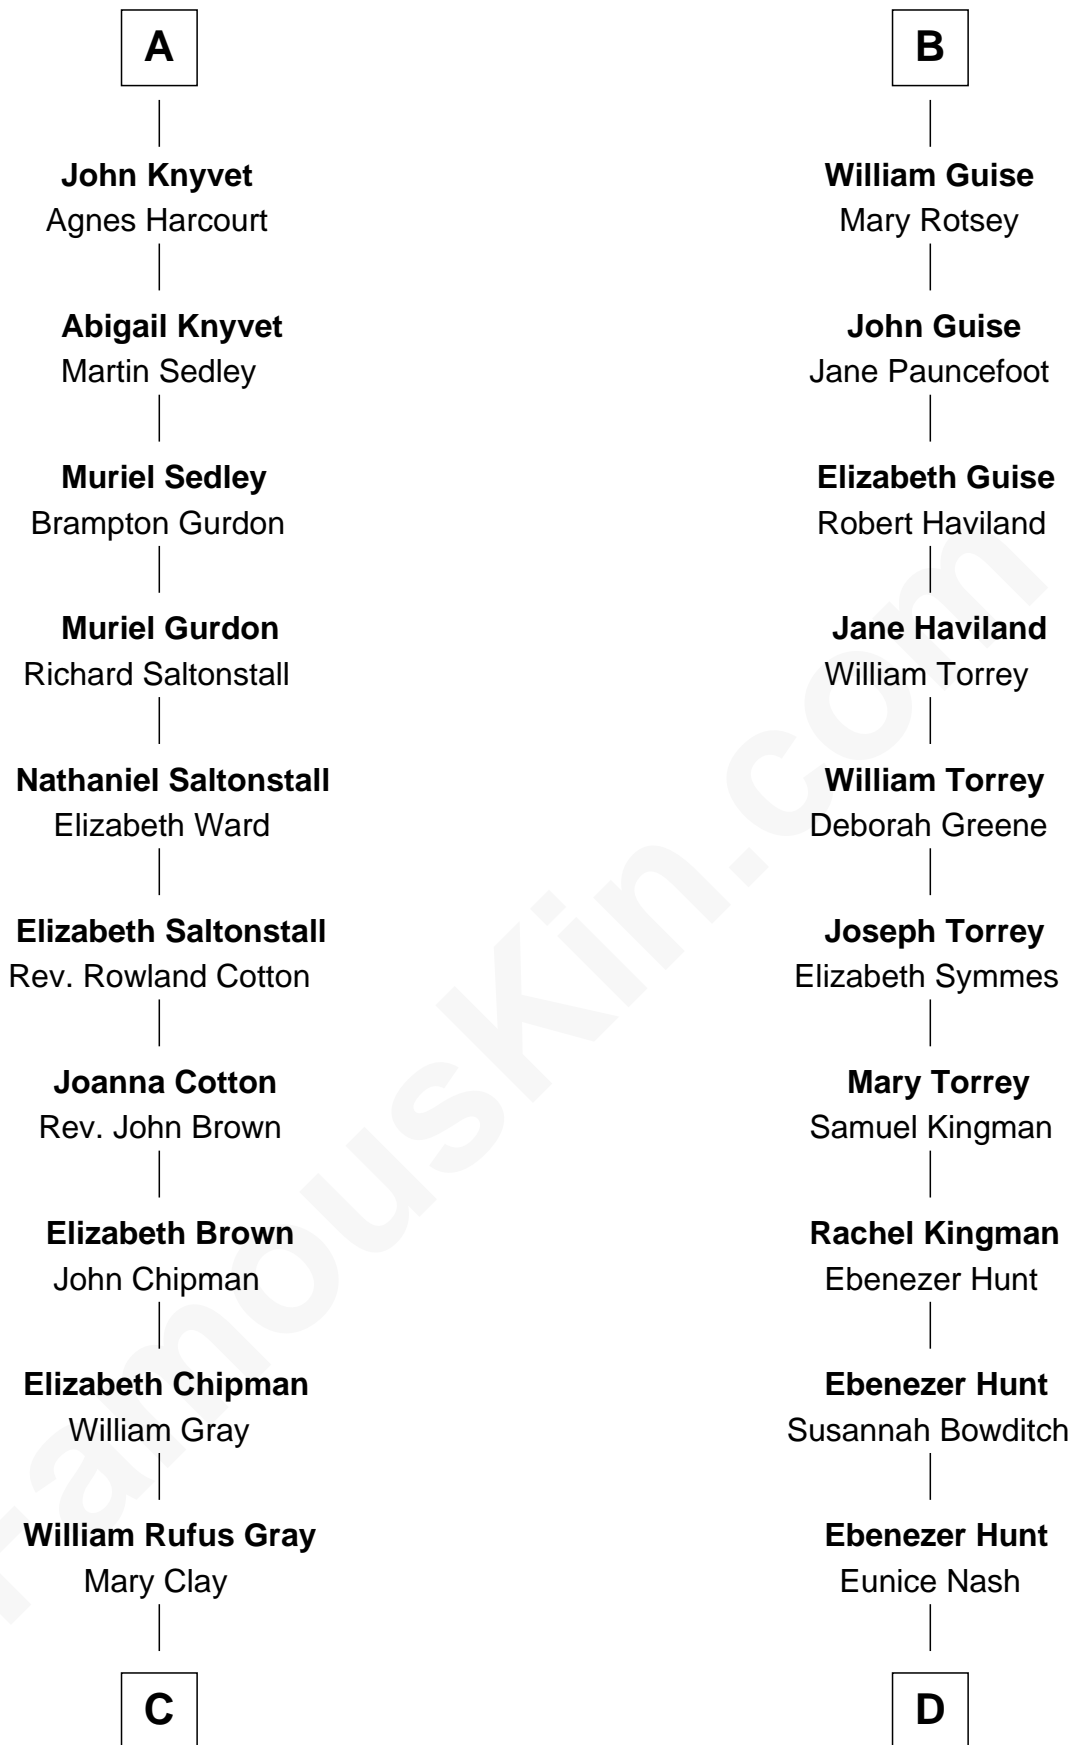 A
John Knyvet
Agnes Harcourt
Abigail Knyvet
Martin Sedley
Muriel Sedley
Brampton Gurdon
Muriel Gurdon
Richard Saltonstall
Nathaniel Saltonstall
Elizabeth Ward
Elizabeth Saltonstall
Rev. Rowland Cotton
Joanna Cotton
Rev. John Brown
Elizabeth Brown
John Chipman
Elizabeth Chipman
William Gray
William Rufus Gray
Mary Clay
C
B
William Guise
Mary Rotsey
John Guise
Jane Pauncefoot
Elizabeth Guise
Robert Haviland
Jane Haviland
William Torrey
William Torrey
Deborah Greene
Joseph Torrey
Elizabeth Symmes
Mary Torrey
Samuel Kingman
Rachel Kingman
Ebenezer Hunt
Ebenezer Hunt
Susannah Bowditch
Ebenezer Hunt
Eunice Nash
D
FamousKin.com